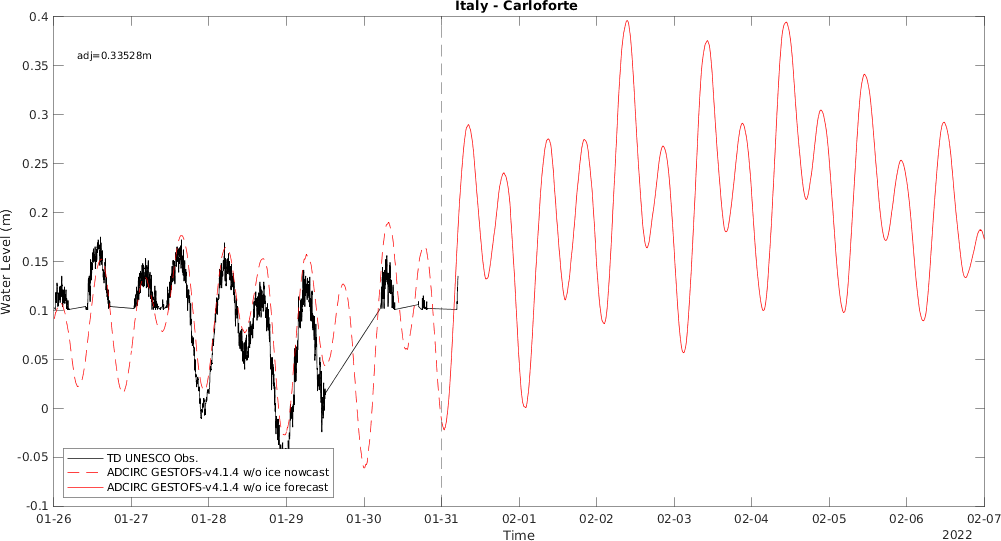 Italy - Carloforte
adj=0.33528m
Water Level (m)
0.4
0.35
0.3
0.25
0.2
0.15
0.1
0.05
0
-0.05
-0.1
TD UNESCO Obs.
ADCIRC GESTOFS-v4.1.4 w/o ice nowcast
ADCIRC GESTOFS-v4.1.4 w/o ice forecast
01-26 01-27 01-28 01-29 01-30 01-31 02-01 02-02 02-03 02-04 02-05 02-06 02-07
Time
2022